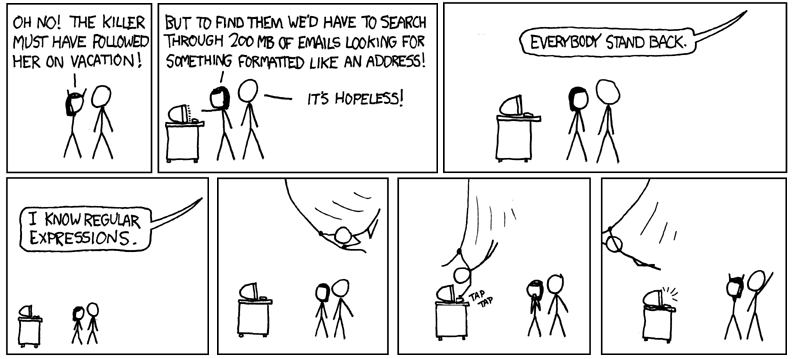 OH NO! THE KILLER
MUST HAVE FOLLOWED
HER ON VACATION!
BUT TO FIND THEM WE'D HAVE TO SEARCH
THROUGH 200 MB OF EMAILS LOOKING FOR
SOMETHING FORMATTED LIKE AN ADDRESS!
IT'S HOPELESS!
EVERYBODY STAND BACK.
I KNOW REGULAR
EXPRESSIONS.
TAP
TAP